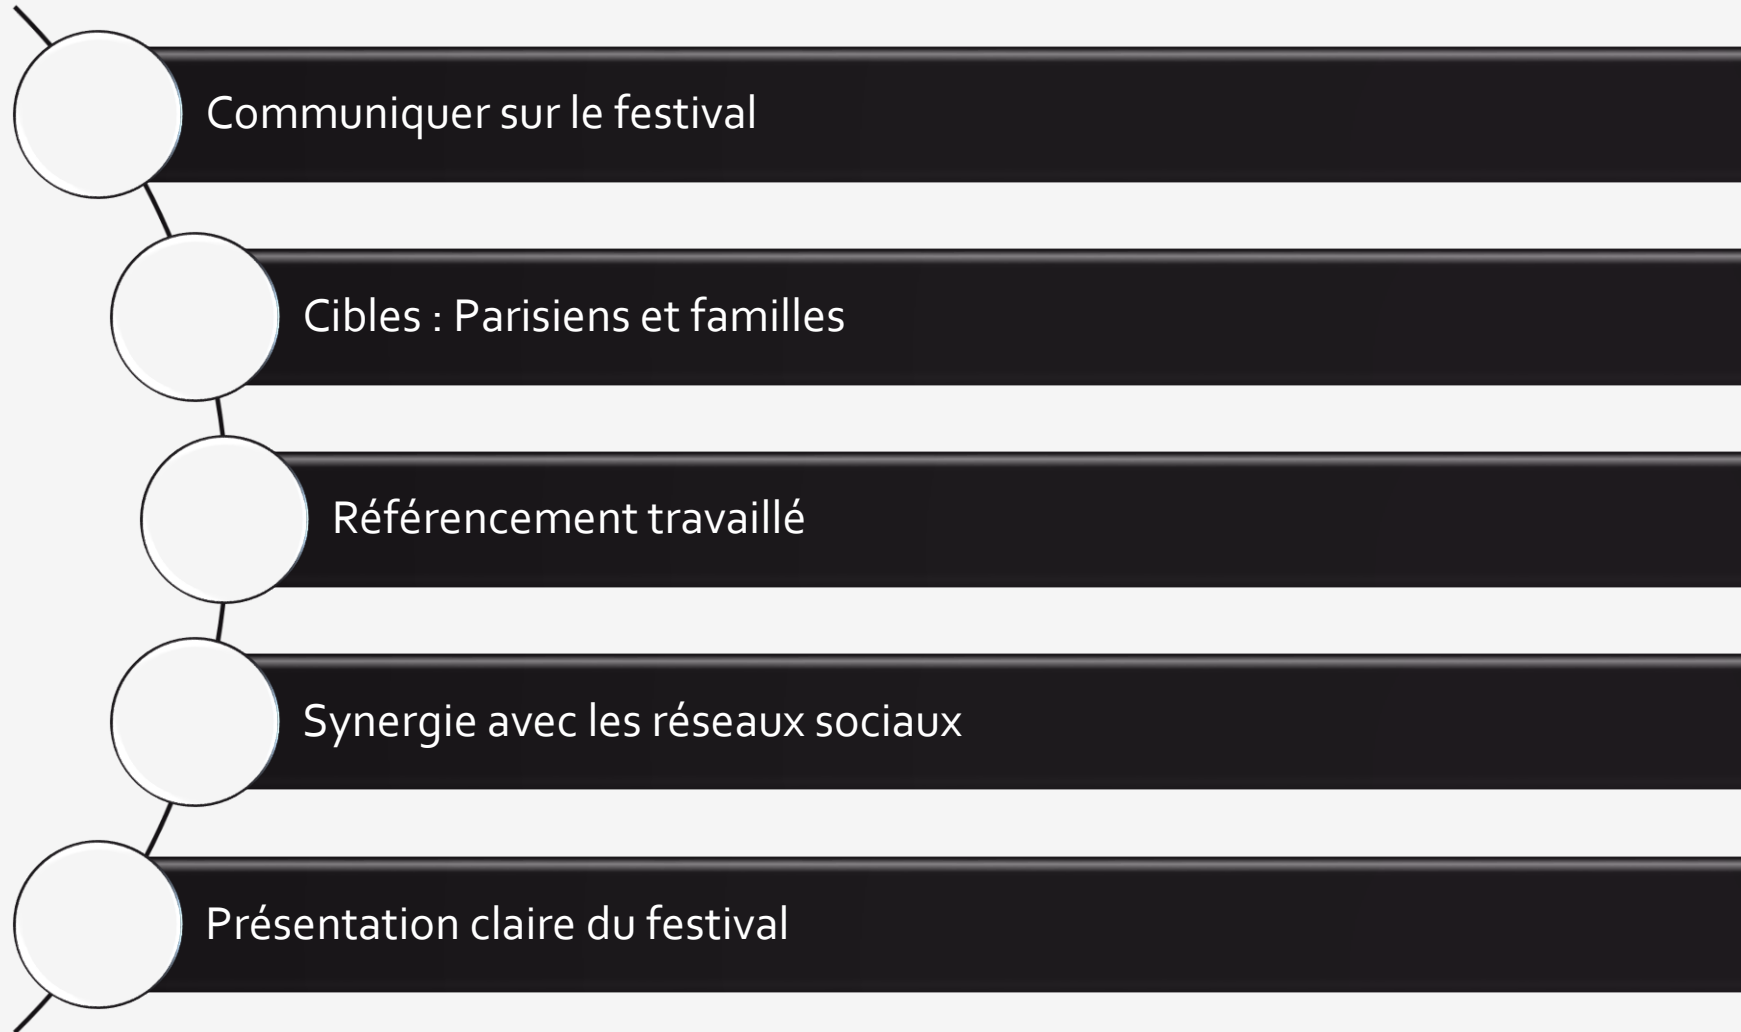 Communiquer sur le festival
Cibles : Parisiens et familles
Référencement travaillé
Synergie avec les réseaux sociaux
Présentation claire du festival